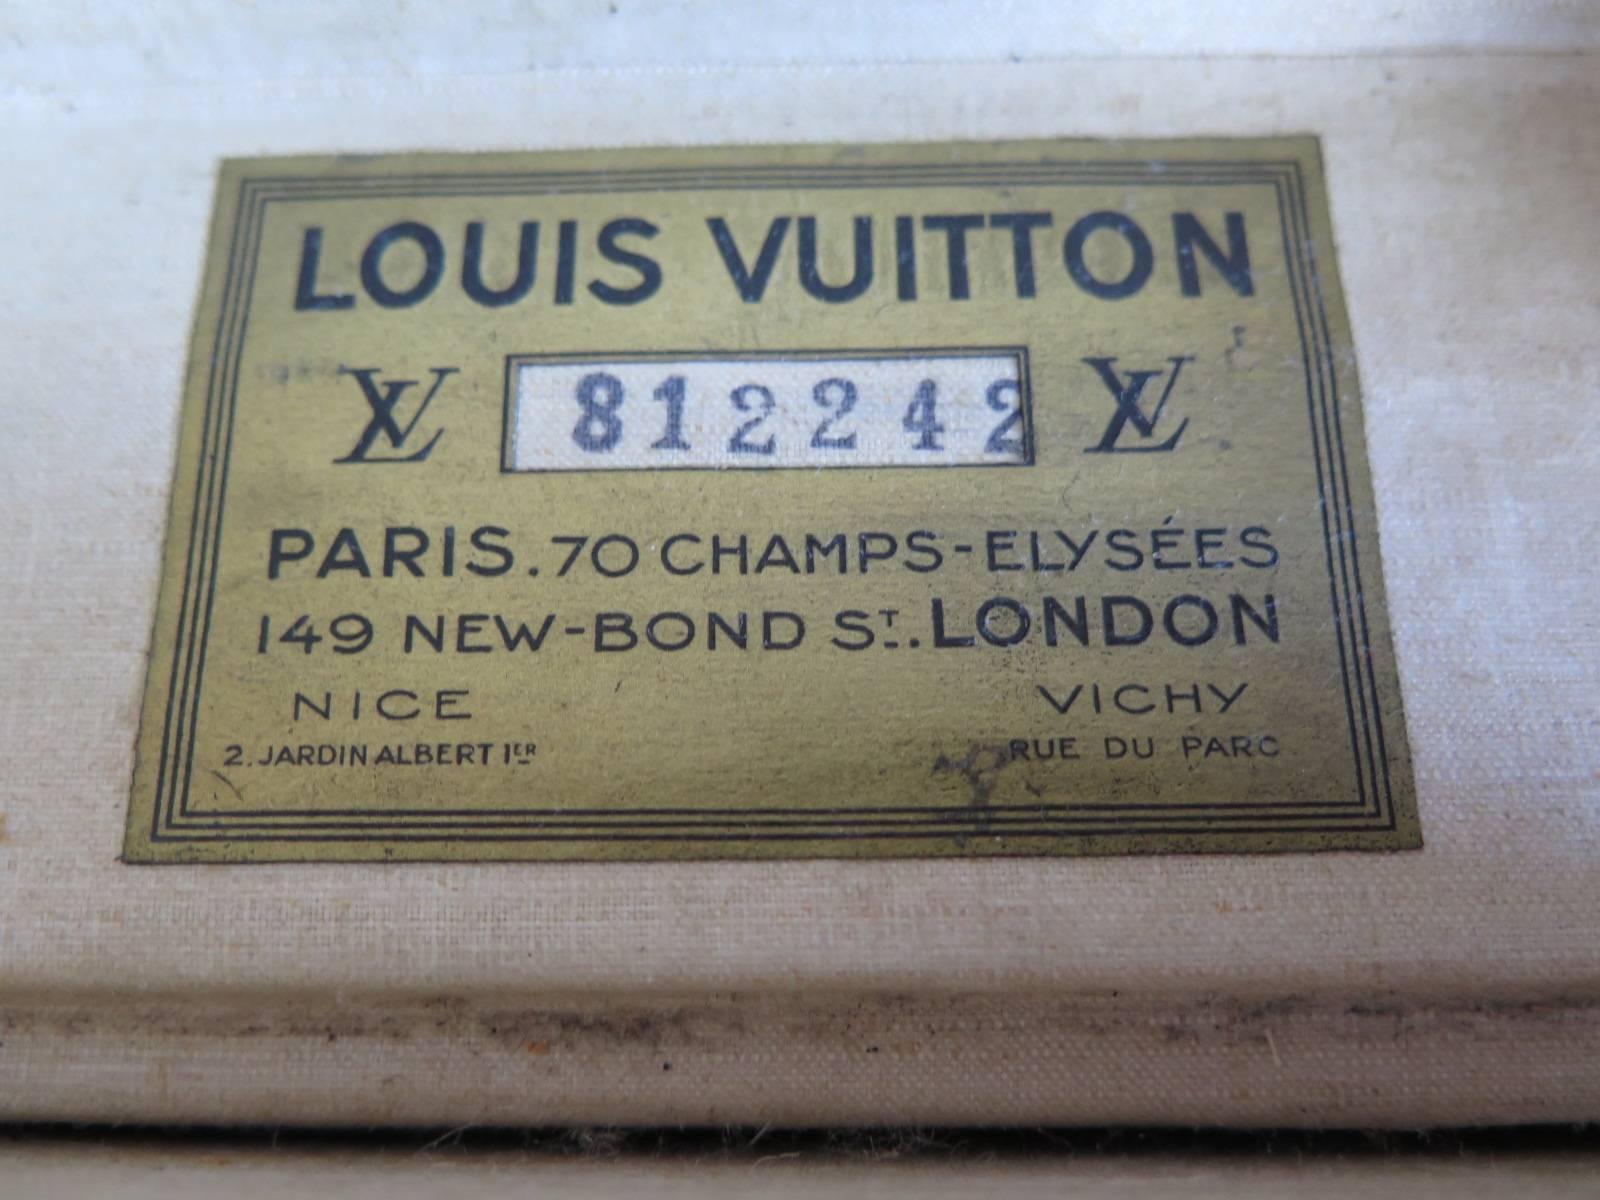 LOUIS VUITTON
LV 812242 LV
PARIS. 70 CHAMPS-ELYSÉES
149 NEW-BOND ST. LONDON
NICE VICHY
2. JARDIN ALBERT 1ER RUE DU PARC